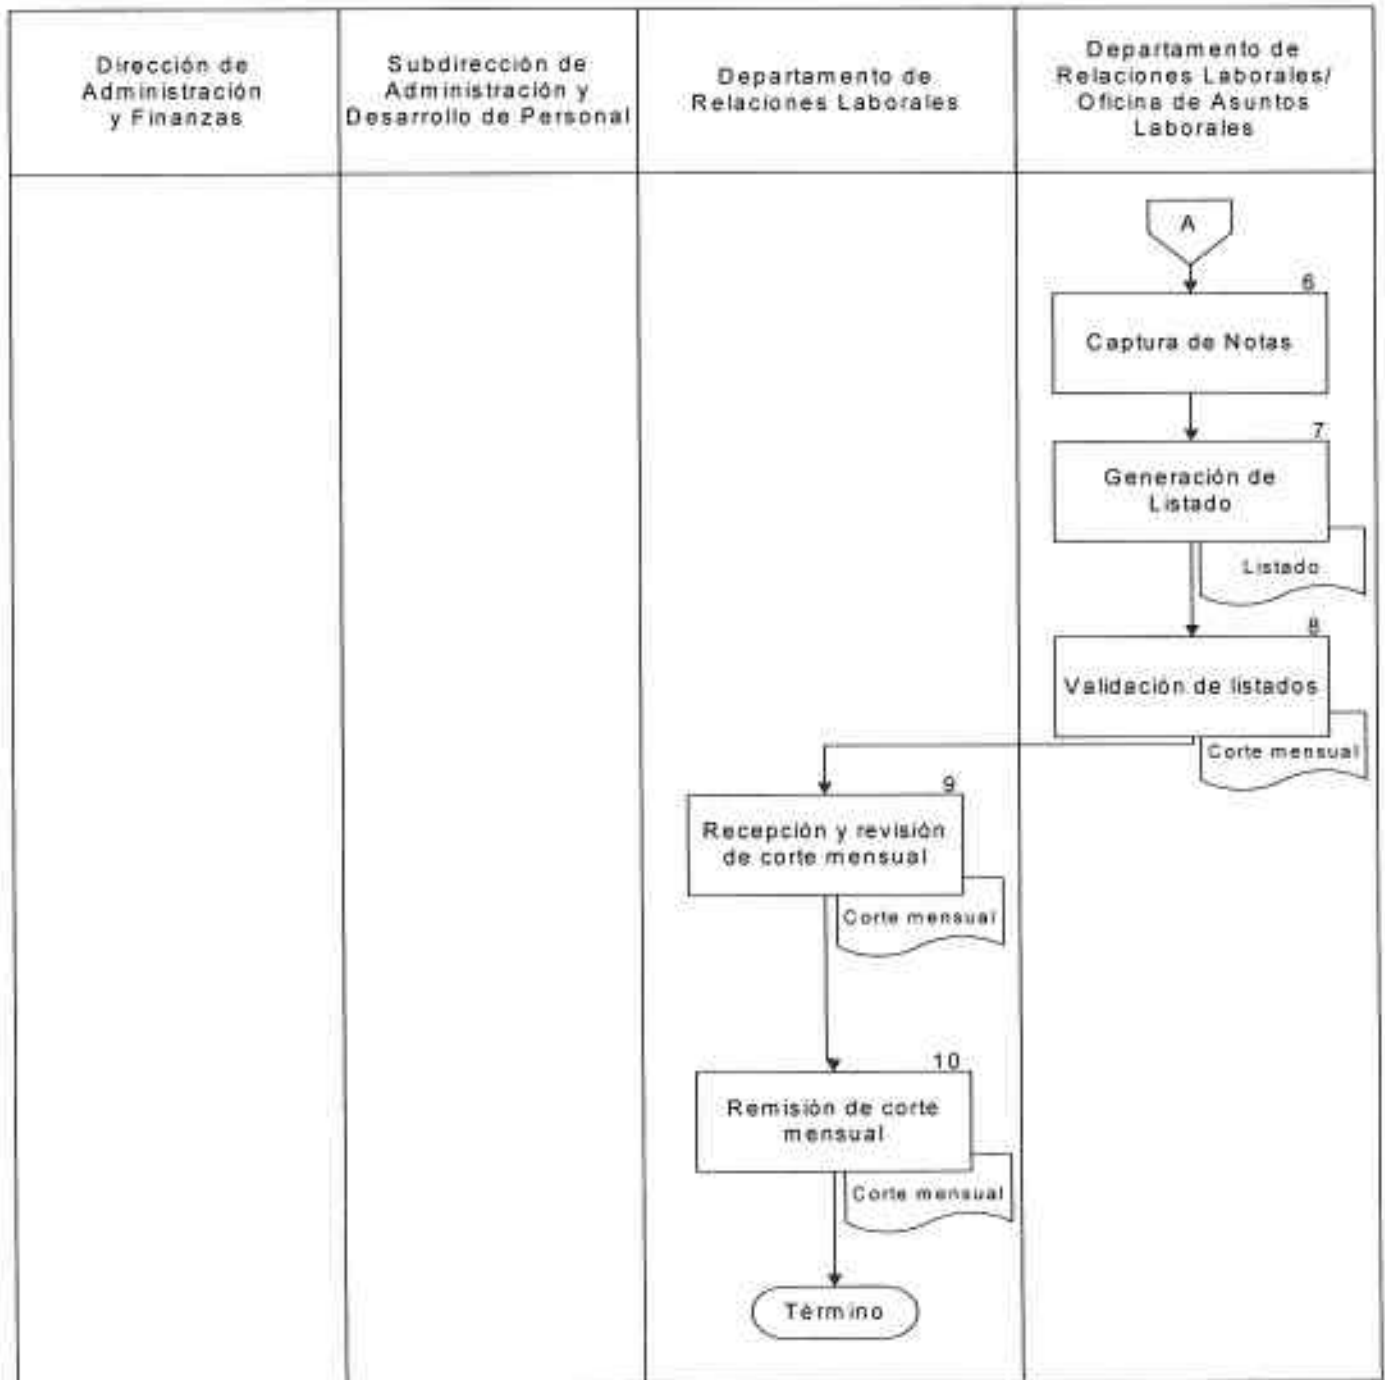 Dirección de
Administración
y Finanzas
Subdirección de
Administración y
Desarrollo de Personal
Departamento de
Relaciones Laborales
Departamento de
Relaciones Laborales/
Oficina de Asuntos
Laborales
A
6
Captura de Notas
7
Generación de
Listado
Listado
8
Validación de listados
Corte mensual
9
Recepción y revisión
de corte mensual
Corte mensual
10
Remisión de corte
mensual
Corte mensual
Término